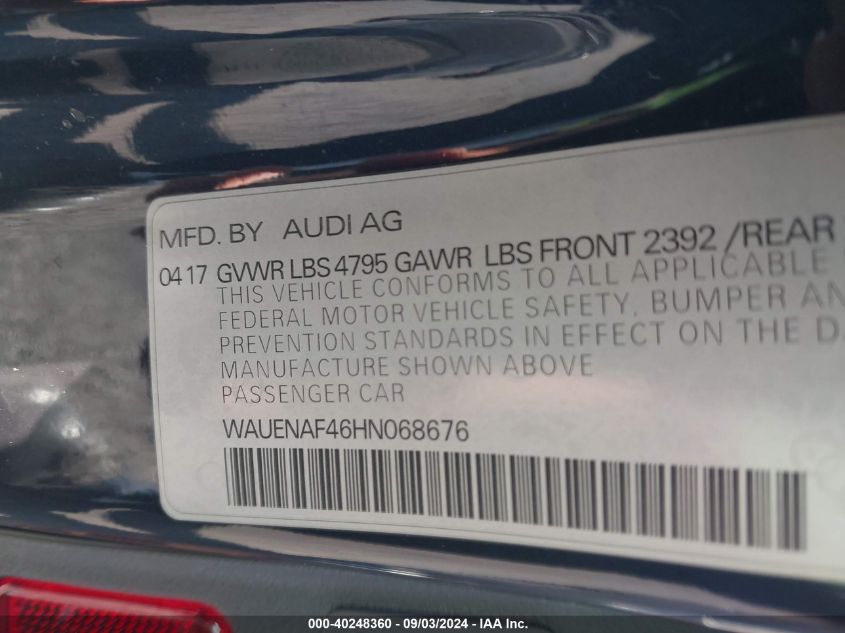 MFD. BY AUDI AG
04 17 GVWR LBS 4795 GAWR LBS FRONT 2392 /REAR
THIS VEHICLE CONFORMS TO ALL APPLICABLE
FEDERAL MOTOR VEHICLE SAFETY, BUMPER AN
PREVENTION STANDARDS IN EFFECT ON THE D
MANUFACTURE SHOWN ABOVE
PASSENGER CAR
WAUENAF46HN068676
000-40248360 - 09/03/2024 - IAA Inc.